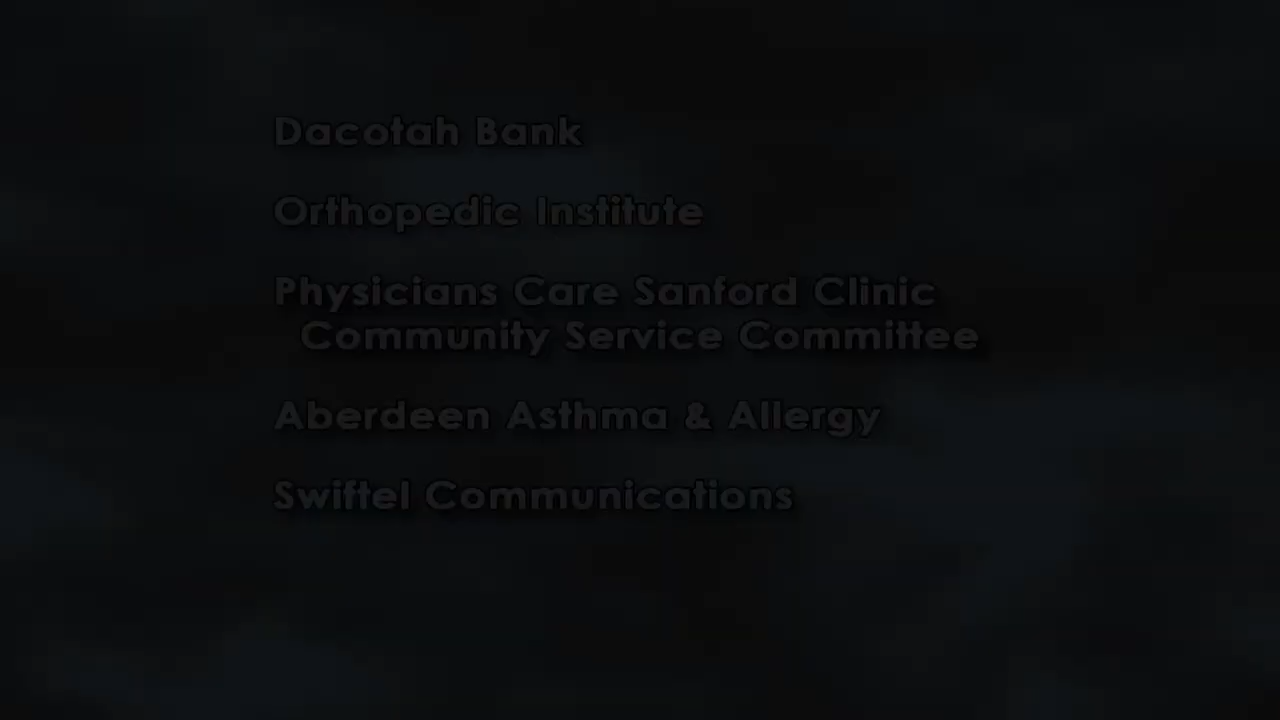 Dacotah Bank
Orthopedic Institute
Physicians Care Sanford Clinic
Community Service Committee
Aberdeen Asthma & Allergy
Swiftel Communications